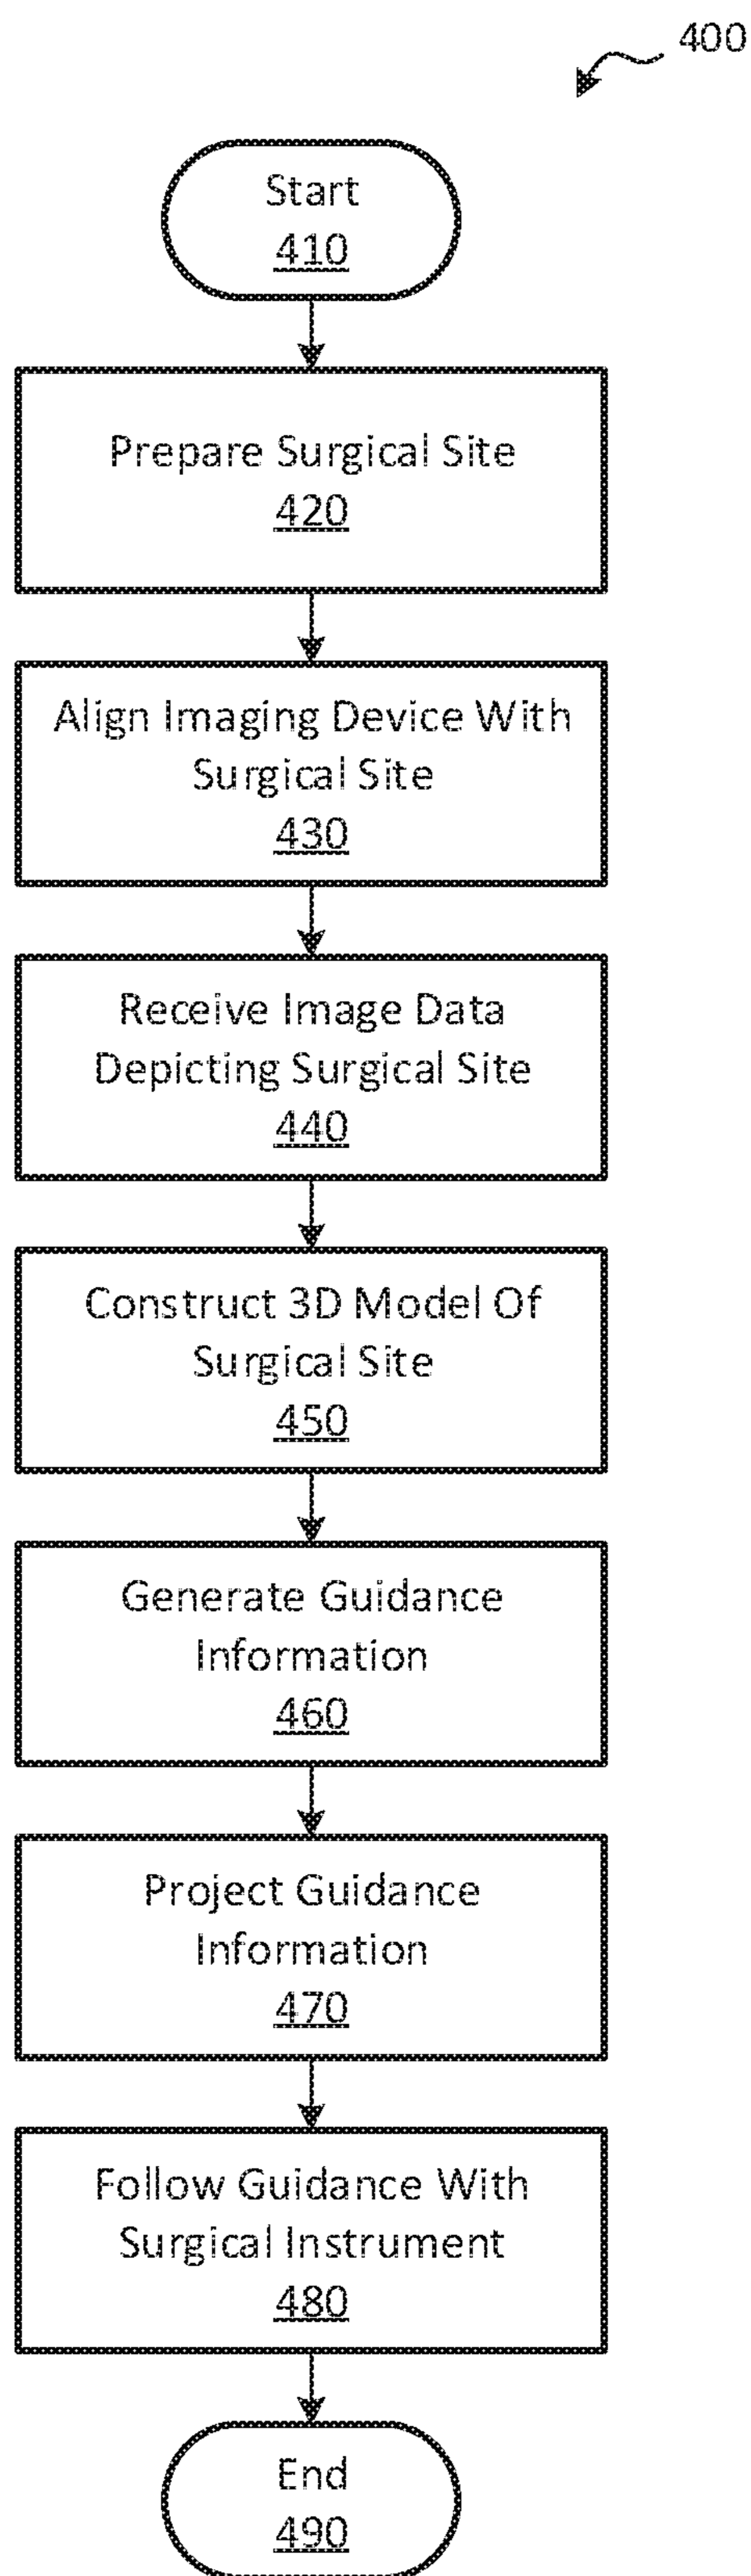 400
Start
410
Prepare Surgical Site
420
Align Imaging Device With
Surgical Site
430
Receive Image Data
Depicting Surgical Site
440
Construct 3D Model Of
Surgical Site
450
Generate Guidance
Information
460
Project Guidance
Information
470
Follow Guidance With
Surgical Instrument
480
End
490